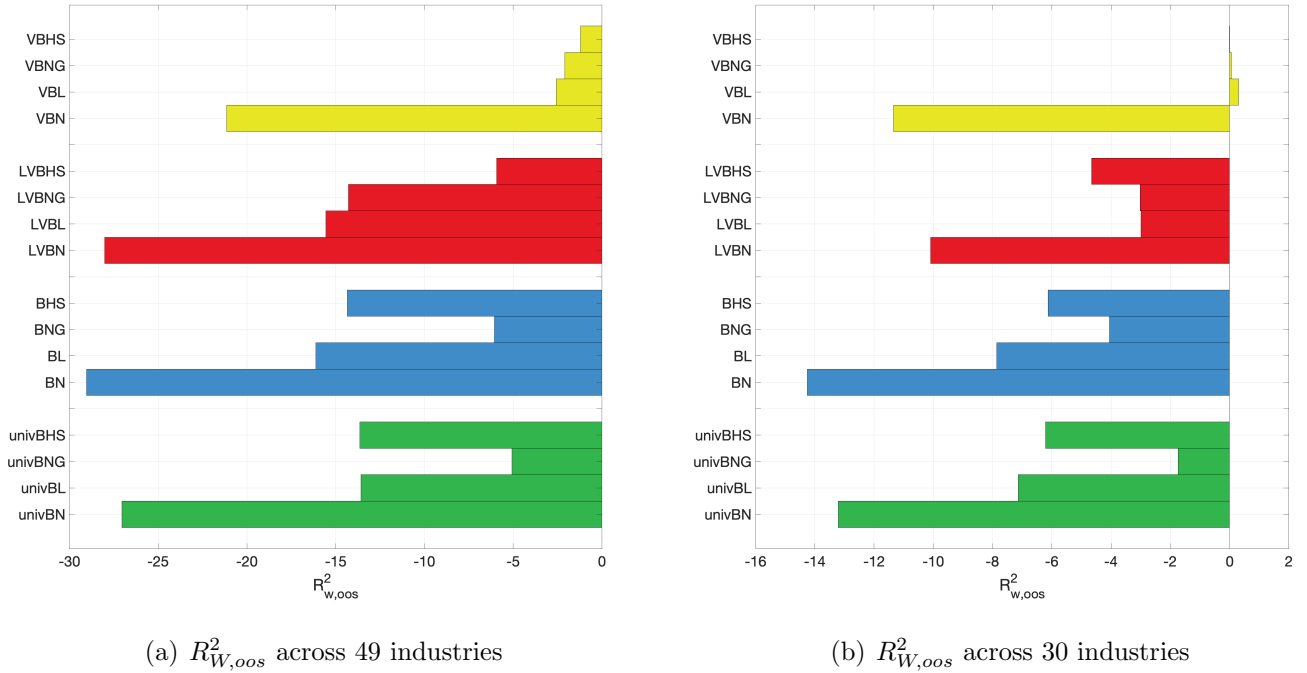 VBHS
VBNG
VBL
VBN
LVBHS
LVBNG
LVBL
LVBN
BHS
BNG
BL
BN
univBHS
univBNG
univBL
univBN
-30 -25 -20 -15 -10 -5 0
R²w,oos
(a) R²W,oos across 49 industries
VBHS
VBNG
VBL
VBN
LVBHS
LVBNG
LVBL
LVBN
BHS
BNG
BL
BN
univBHS
univBNG
univBL
univBN
-16 -14 -12 -10 -8 -6 -4 -2 0 2
R²w,oos
(b) R²W,oos across 30 industries